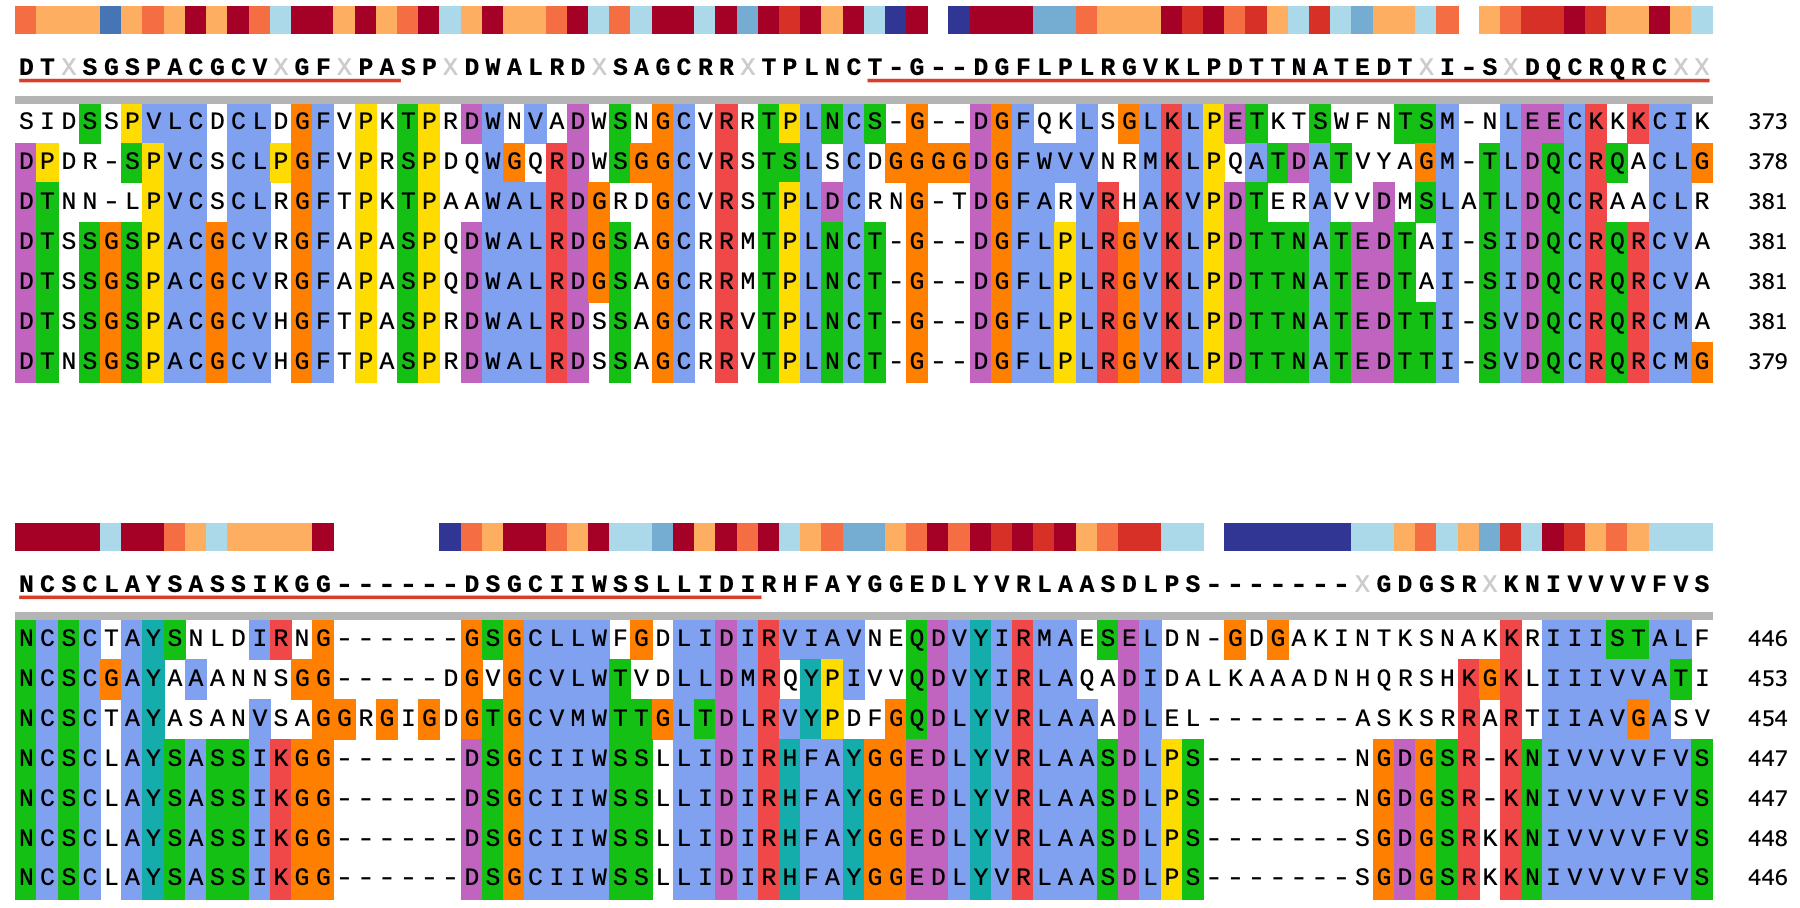 DTXSGSPACGCVXGFXPASPXDWALRDXSAGCRRXTPLNCT-G--DGFLPLRGVKLPDTTNATEDTXI-SXDQCRQRCXX
SIDSSPVLCDCLDGFVPKTPRDWNVADWSNGCVRRTPLNCS-G--DGFQKLSGLKLPETKTSWFNTSM-NLEECKKKCIK 373
DPDR-SPVCSCLPGFVPRSPDQWGQRDWSGGCVRSTSLSCDGGGGDGFWVVNRMKLPQATDATVYAGM-TLDQCRQACLG 378
DTNN-LPVCSCLRGFTPKTPAAWALRDGRDGCVRSTPLDCRNG-TDGFARVRHAKVPDTERAVVDMSLATLDQCRAACLR 381
DTSSGSPACGCVRGFAPASPQDWALRDGSAGCRRMTPLNCT-G--DGFLPLRGVKLPDTTNATEDTAI-SIDQCRQRCVA 381
DTSSGSPACGCVRGFAPASPQDWALRDGSAGCRRMTPLNCT-G--DGFLPLRGVKLPDTTNATEDTAI-SIDQCRQRCVA 381
DTSSGSPACGCVHGFTPASPRDWALRDSSAGCRRVTPLNCT-G--DGFLPLRGVKLPDTTNATEDTTI-SVDQCRQRCMA 381
DTNSGSPACGCVHGFTPASPRDWALRDSSAGCRRVTPLNCT-G--DGFLPLRGVKLPDTTNATEDTTI-SVDQCRQRCMG 379
NCSCLAYSASSIKGG------DSGCIIWSSLLIDIRHFAYGGEDLYVRLAASDLPS-------XGDGSRXKNIVVVVFVS
NCSCTAYSNLDIRNG------GSGCLLWFGDLIDIRVIAVNEQDVYIRMAESELDN-GDGAKINTKSNAKKRIIISTALF 446
NCSCGAYAAANNSGG-----DGVGCVLWTVDLLDMRQYPIVVQDVYIRLAQADIDALKAAADNHQRSHKGKLIIIVVATI 453
NCSCTAYASANVSAGGRGIGDGTGCVMWTTGLTDLRVYPDFGQDLYVRLAAADLEL-------ASKSRRARTIIAVGASV 454
NCSCLAYSASSIKGG------DSGCIIWSSLLIDIRHFAYGGEDLYVRLAASDLPS-------NGDGSR-KNIVVVVFVS 447
NCSCLAYSASSIKGG------DSGCIIWSSLLIDIRHFAYGGEDLYVRLAASDLPS-------NGDGSR-KNIVVVVFVS 447
NCSCLAYSASSIKGG------DSGCIIWSSLLIDIRHFAYGGEDLYVRLAASDLPS-------SGDGSRKKNIVVVVFVS 448
NCSCLAYSASSIKGG------DSGCIIWSSLLIDIRHFAYGGEDLYVRLAASDLPS-------SGDGSRKKNIVVVVFVS 446